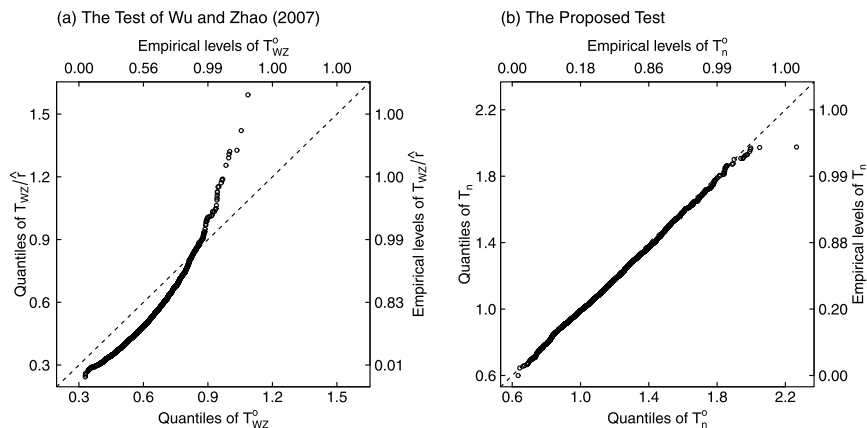 (a) The Test of Wu and Zhao (2007)
Empirical levels of T°WZ
0.00 0.56 0.99 1.00 1.00
Quantiles of TWZ/r̂
1.5
1.2
0.9
0.6
0.3
1.00
1.00
0.99
0.83
0.01
Empirical levels of TWZ/r̂
0.3 0.6 0.9 1.2 1.5
Quantiles of T°WZ
(b) The Proposed Test
Empirical levels of T°n
0.00 0.18 0.86 0.99 1.00
Quantiles of Tn
2.2
1.8
1.4
1.0
0.6
1.00
0.99
0.88
0.20
0.00
Empirical levels of Tn
0.6 1.0 1.4 1.8 2.2
Quantiles of T°n